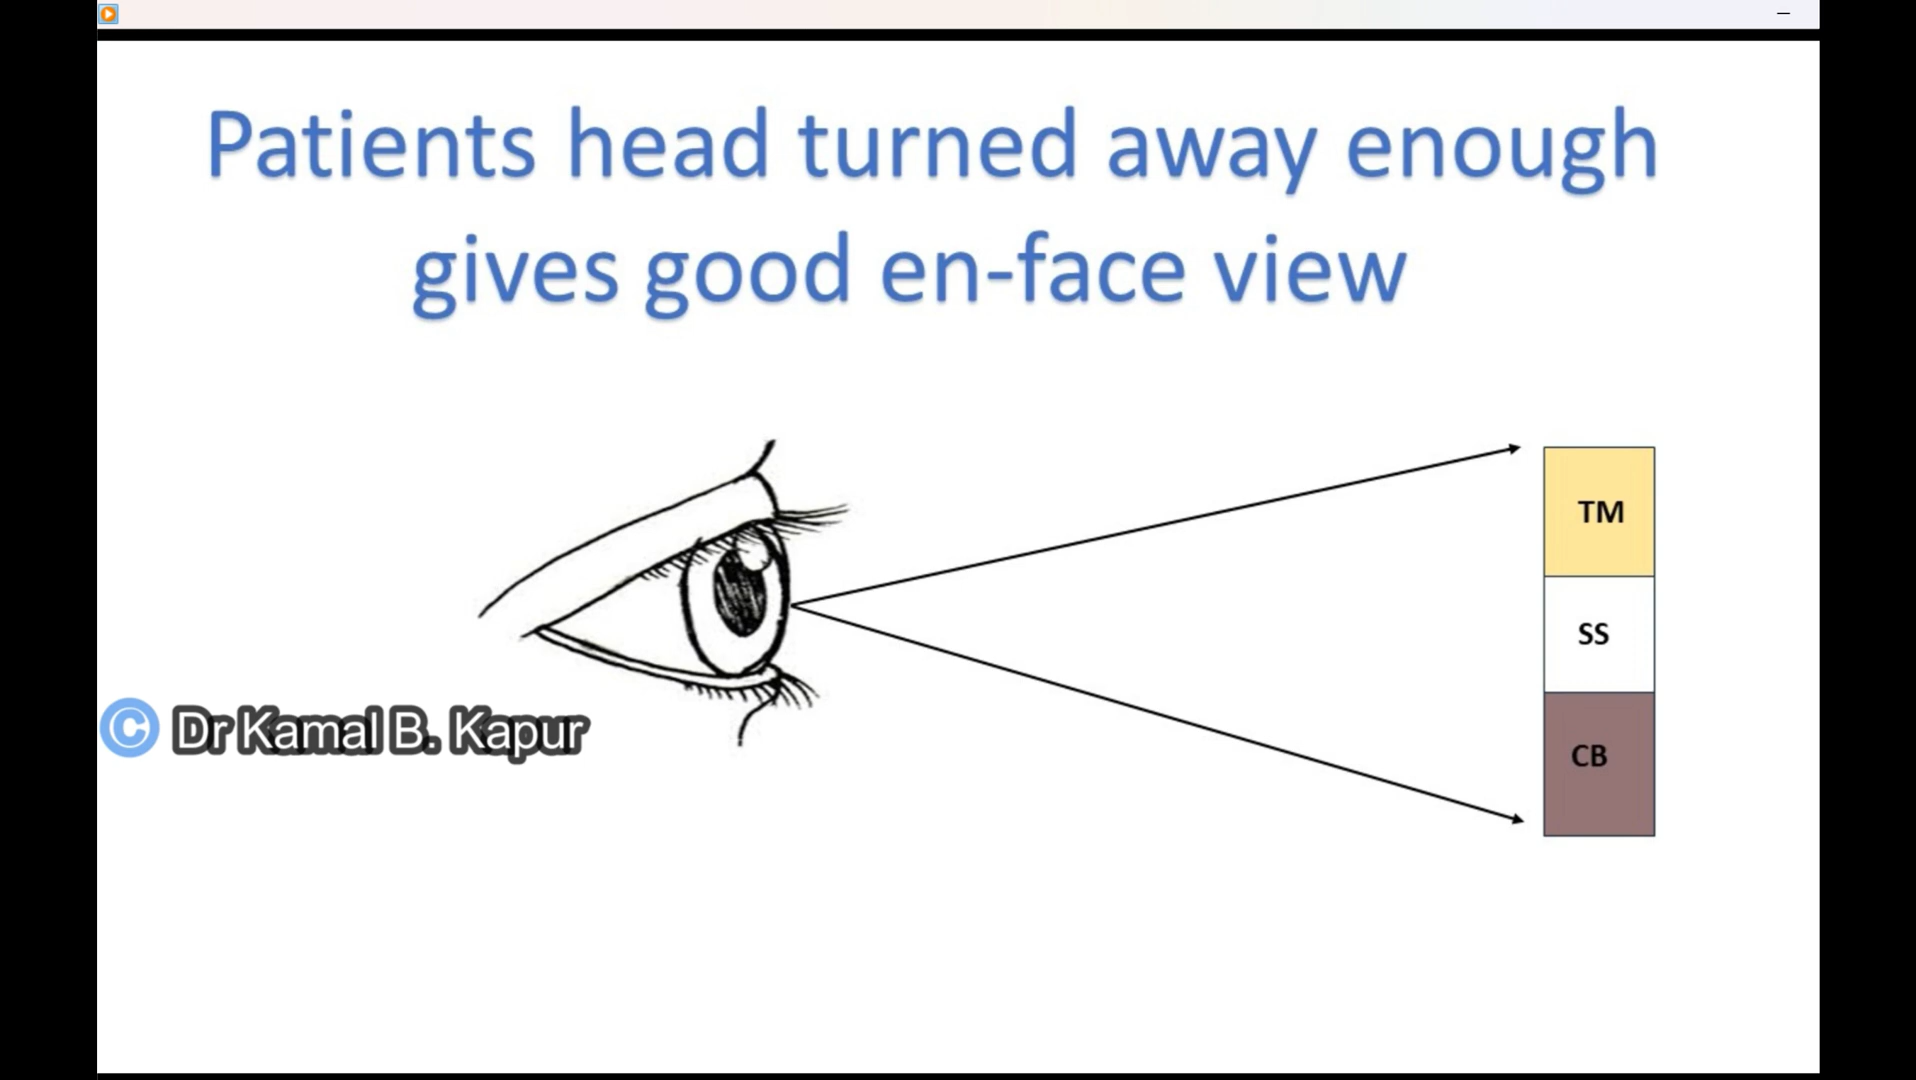 Patients head turned away enough
gives good en-face view
TM
SS
CB
© Dr Kamal B. Kapur